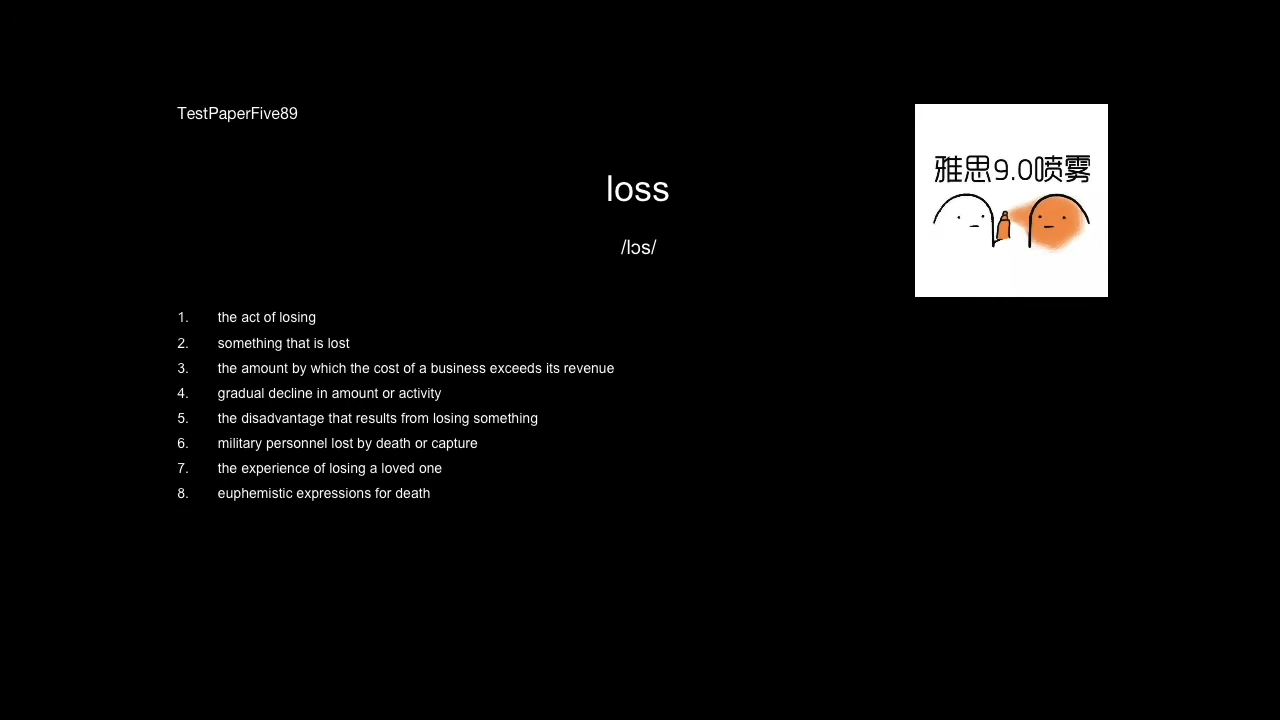 TestPaperFive89
雅思9.0喷雾
loss
/lɔs/
1. the act of losing
2. something that is lost
3. the amount by which the cost of a business exceeds its revenue
4. gradual decline in amount or activity
5. the disadvantage that results from losing something
6. military personnel lost by death or capture
7. the experience of losing a loved one
8. euphemistic expressions for death